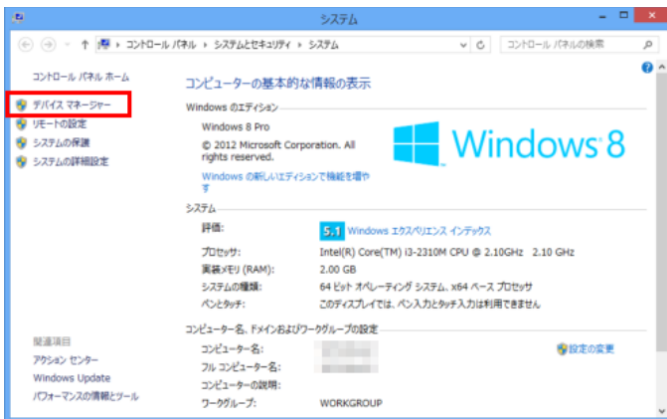 システム
コントロール パネル ▸ システムとセキュリティ ▸ システム
コントロール パネルの検索
コントロール パネル ホーム
デバイス マネージャー
リモートの設定
システムの保護
システムの詳細設定
コンピューターの基本的な情報の表示
Windows のエディション
Windows 8 Pro
© 2012 Microsoft Corporation. All
rights reserved.
Windows の新しいエディションで機能を増や
す
Windows 8
システム
評価:
5.1 Windows エクスペリエンス インデックス
プロセッサ: Intel(R) Core(TM) i3-2310M CPU @ 2.10GHz 2.10 GHz
実装メモリ (RAM): 2.00 GB
システムの種類: 64 ビット オペレーティング システム、x64 ベース プロセッサ
ペンとタッチ: このディスプレイでは、ペン入力とタッチ入力は利用できません
コンピューター名、ドメインおよびワークグループの設定
コンピューター名:
設定の変更
フル コンピューター名:
コンピューターの説明:
ワークグループ: WORKGROUP
関連項目
アクション センター
Windows Update
パフォーマンスの情報とツール